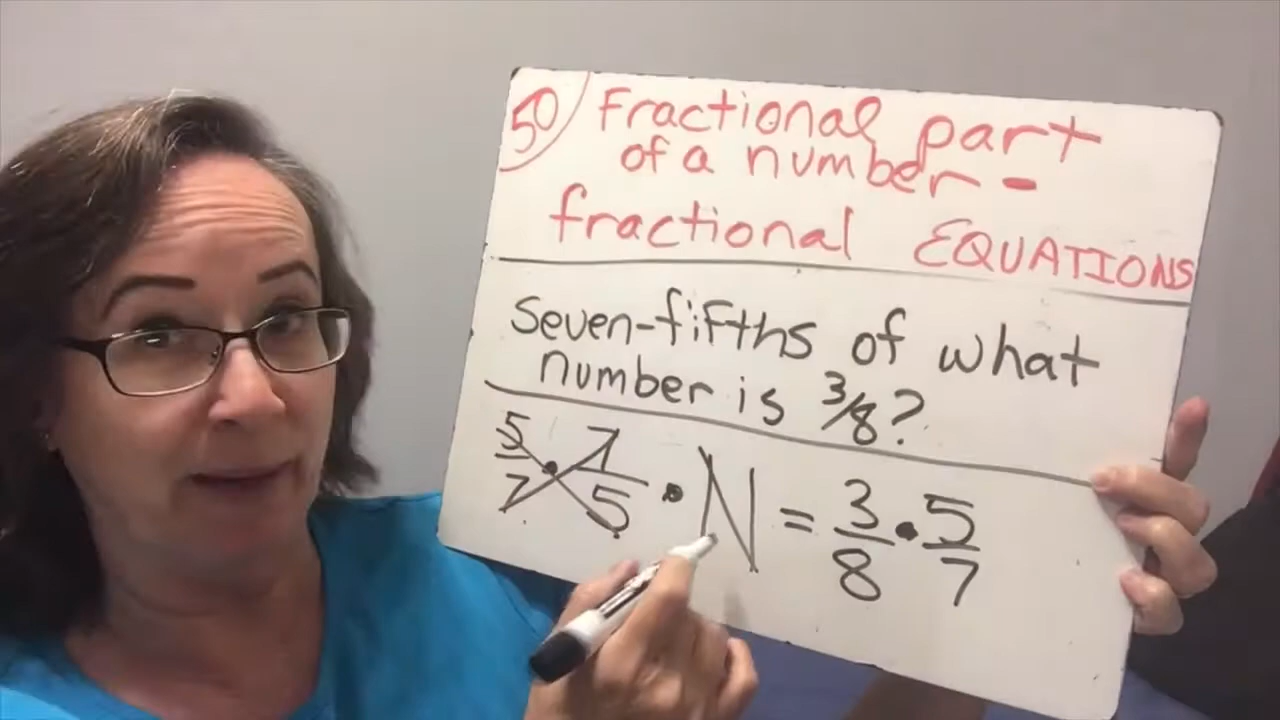 50) Fractional part
of a number -
fractional EQUATIONS
Seven-fifths of what
number is 3/8?
5/7 · 7/5 · N = 3/8 · 5/7